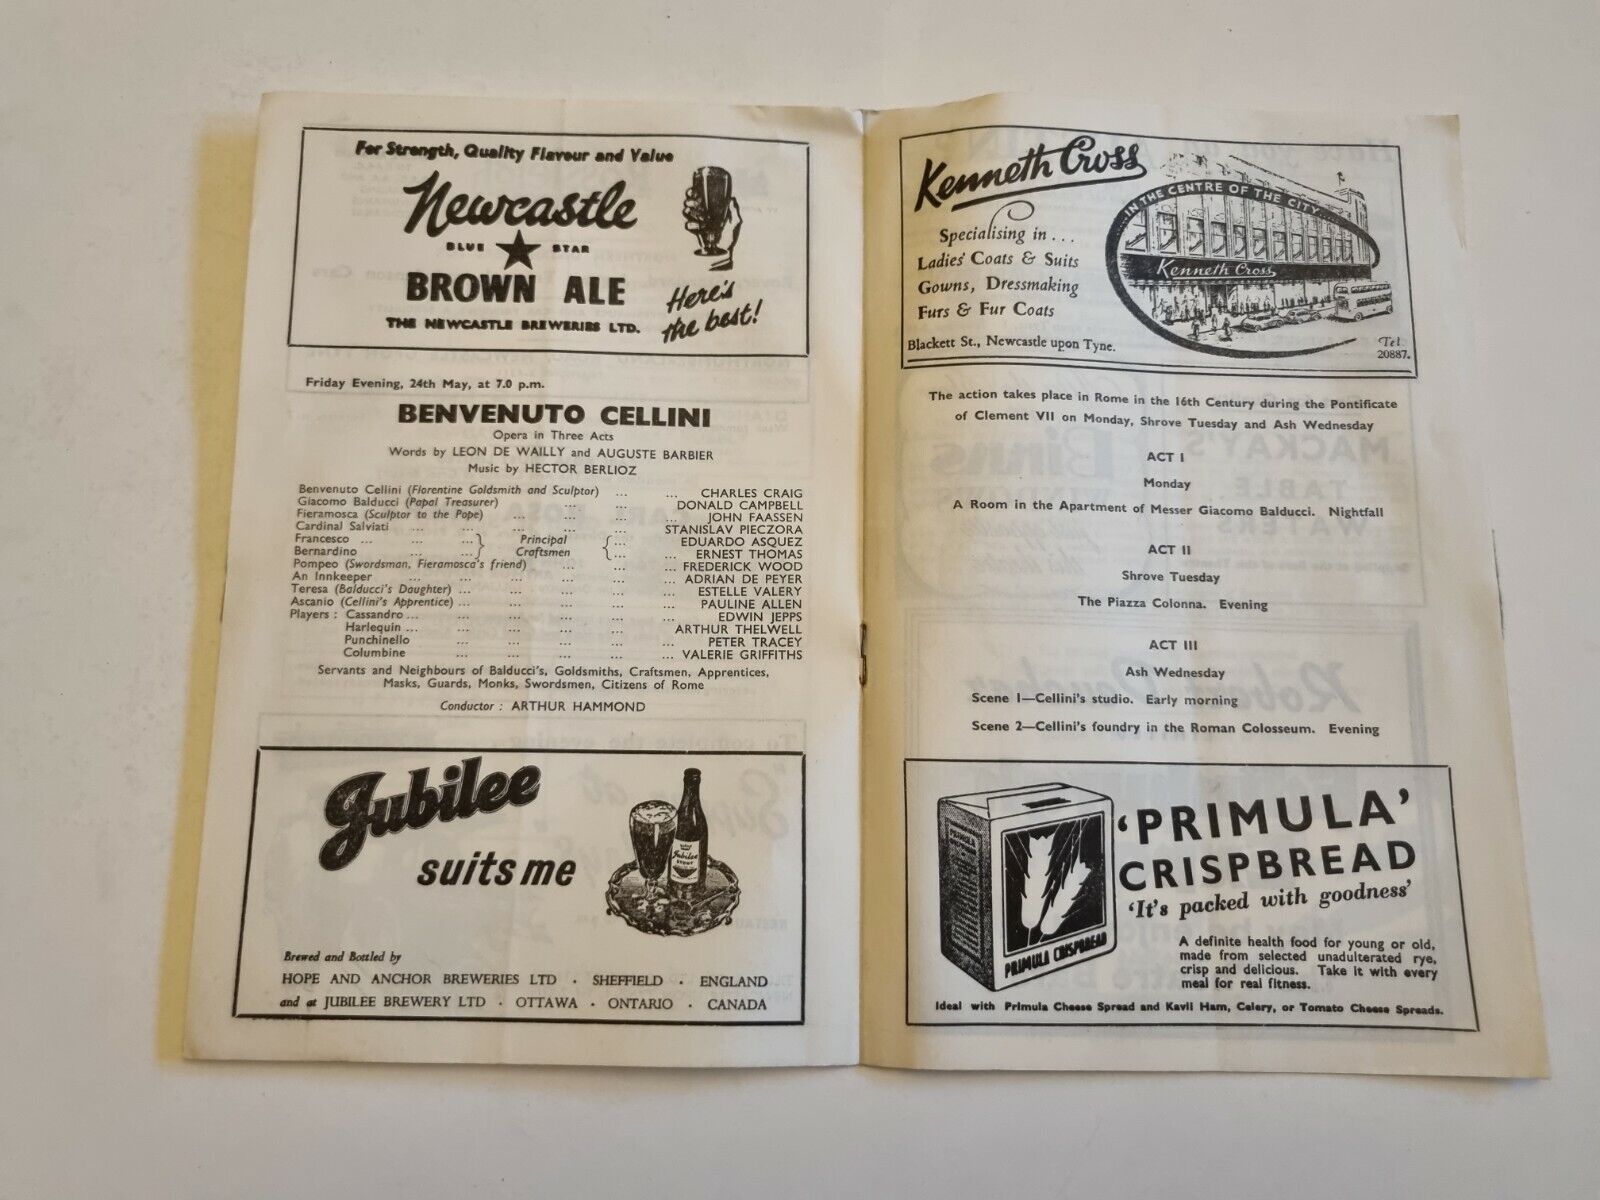 For Strength, Quality Flavour and Value
Newcastle
BLUE STAR
BROWN ALE
Here's
the best!
THE NEWCASTLE BREWERIES LTD.
Friday Evening, 24th May, at 7.0 p.m.
BENVENUTO CELLINI
Opera in Three Acts
Words by LEON DE WAILLY and AUGUSTE BARBIER
Music by HECTOR BERLIOZ
Benvenuto Cellini (Florentine Goldsmith and Sculptor) ... ... CHARLES CRAIG
Giacomo Balducci (Papal Treasurer) ... ... ... DONALD CAMPBELL
Fieramosca (Sculptor to the Pope) ... ... ... ... JOHN FAASSEN
Cardinal Salviati ... ... ... ... ... STANISLAV PIECZORA
Francesco ... ... ...} Principal {... ... EDUARDO ASQUEZ
Bernardino ... ...} Craftsmen {... ... ERNEST THOMAS
Pompeo (Swordsman, Fieramosca's friend) ... ... ... FREDERICK WOOD
An Innkeeper ... ... ... ... ... ADRIAN DE PEYER
Teresa (Balducci's Daughter) ... ... ... ... ... ESTELLE VALERY
Ascanio (Cellini's Apprentice) ... ... ... ... ... PAULINE ALLEN
Players : Cassandro ... ... ... ... ... EDWIN JEPPS
Harlequin ... ... ... ... ... ARTHUR THELWELL
Punchinello ... ... ... ... ... PETER TRACEY
Columbine ... ... ... ... ... VALERIE GRIFFITHS
Servants and Neighbours of Balducci's, Goldsmiths, Craftsmen, Apprentices,
Masks, Guards, Monks, Swordsmen, Citizens of Rome
Conductor : ARTHUR HAMMOND
Jubilee
suits me
Jubilee
STOUT
Brewed and Bottled by
HOPE AND ANCHOR BREWERIES LTD · SHEFFIELD · ENGLAND
and at JUBILEE BREWERY LTD · OTTAWA · ONTARIO · CANADA
Kenneth Cross
...IN THE CENTRE OF THE CITY...
Kenneth Cross
Specialising in ...
Ladies' Coats & Suits
Gowns, Dressmaking
Furs & Fur Coats
Blackett St., Newcastle upon Tyne.
Tel.
20887.
The action takes place in Rome in the 16th Century during the Pontificate
of Clement VII on Monday, Shrove Tuesday and Ash Wednesday
ACT I
Monday
A Room in the Apartment of Messer Giacomo Balducci. Nightfall
ACT II
Shrove Tuesday
The Piazza Colonna. Evening
ACT III
Ash Wednesday
Scene 1—Cellini's studio. Early morning
Scene 2—Cellini's foundry in the Roman Colosseum. Evening
PRIMULA CRISPBREAD
'PRIMULA'
CRISPBREAD
'It's packed with goodness'
A definite health food for young or old,
made from selected unadulterated rye,
crisp and delicious. Take it with every
meal for real fitness.
Ideal with Primula Cheese Spread and Kavli Ham, Celery, or Tomato Cheese Spreads.